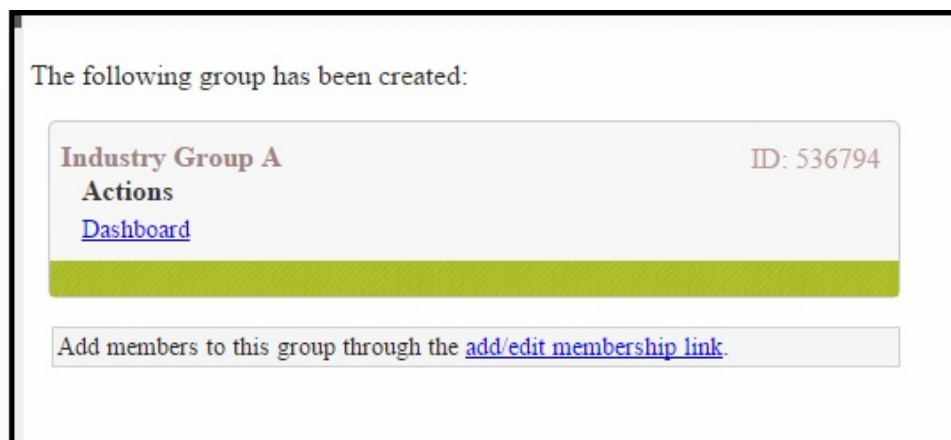 The following group has been created:
Industry Group A ID: 536794
Actions
Dashboard
Add members to this group through the add/edit membership link.